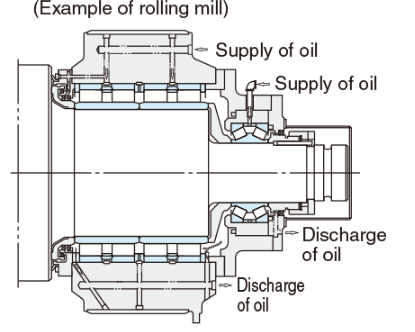 (Example of rolling mill)
Supply of oil
Supply of oil
Discharge
of oil
Discharge
of oil